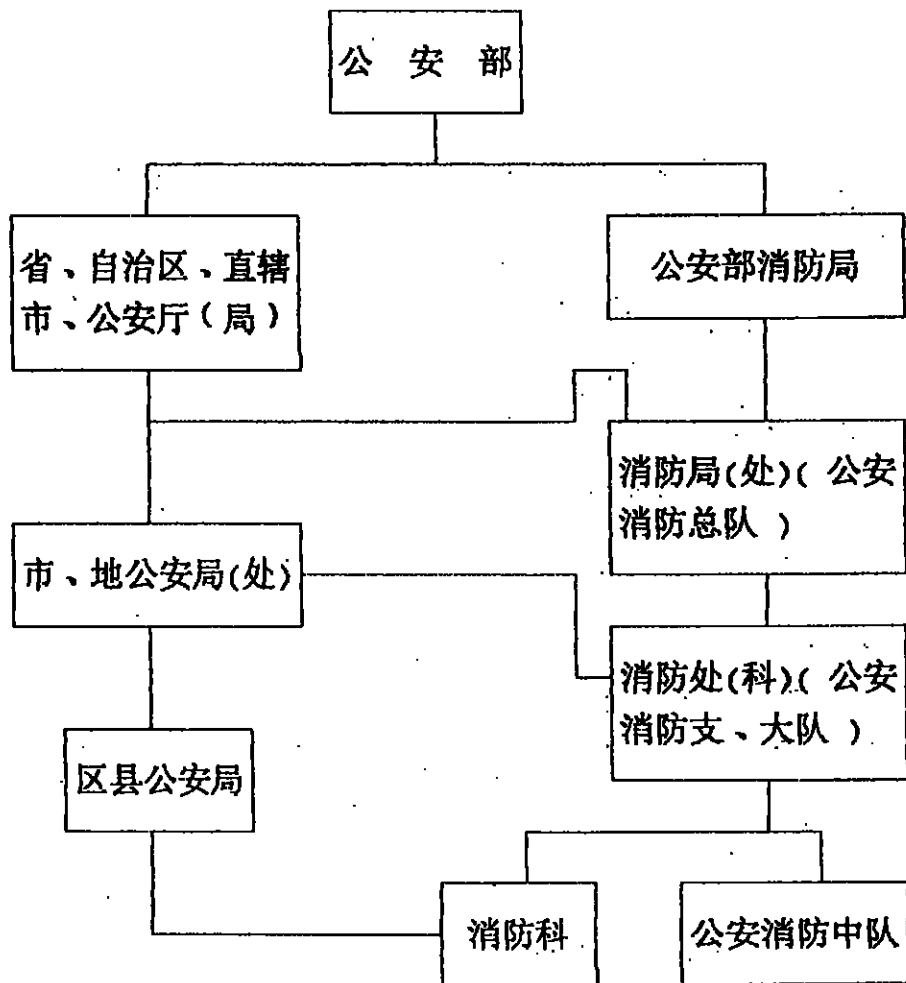 公 安 部
省、自治区、直辖
市、公安厅(局)
公安部消防局
消防局(处)( 公安
消防总队 )
市、地公安局(处)
消防处(科)( 公安
消防支、大队 )
区县公安局
消防科
公安消防中队